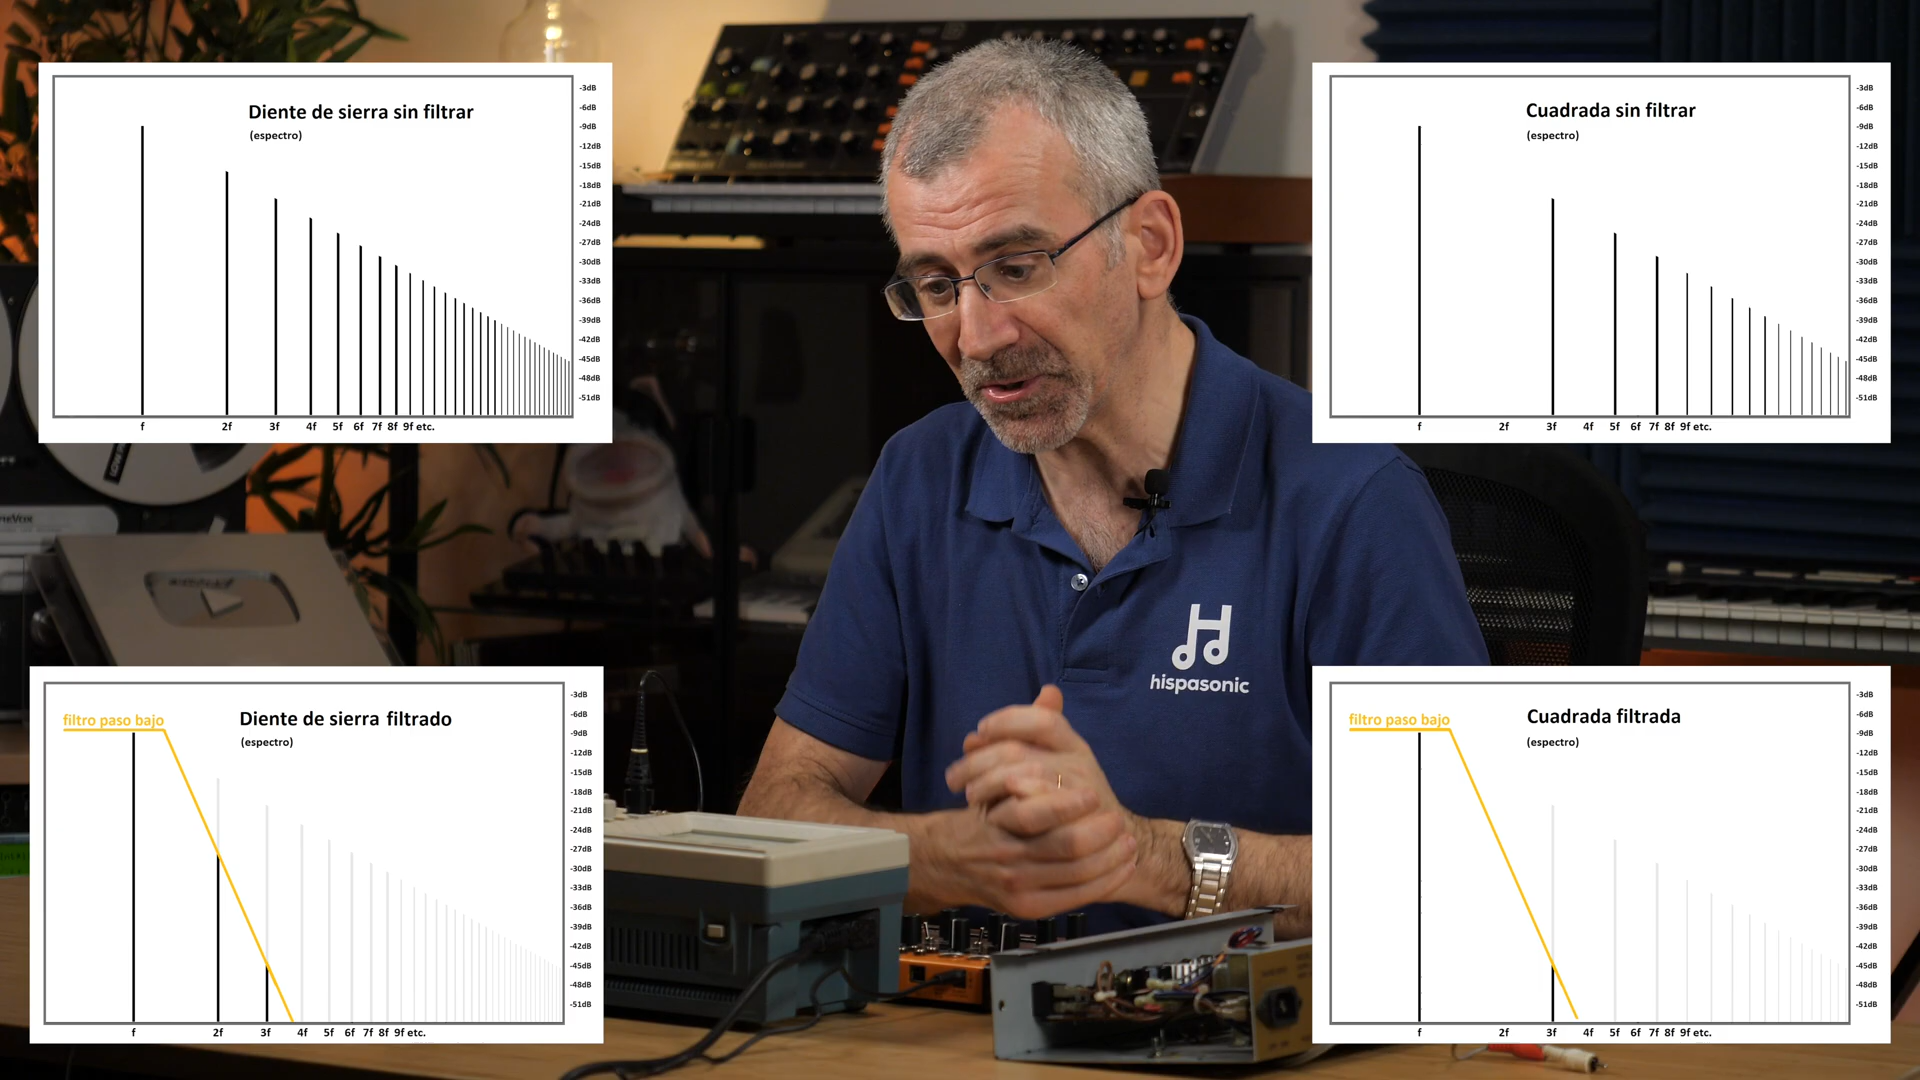 Diente de sierra sin filtrar
(espectro)
-3dB
-6dB
-9dB
-12dB
-15dB
-18dB
-21dB
-24dB
-27dB
-30dB
-33dB
-36dB
-39dB
-42dB
-45dB
-48dB
-51dB
f 2f 3f 4f 5f 6f 7f 8f 9f etc.
Cuadrada sin filtrar
(espectro)
-3dB
-6dB
-9dB
-12dB
-15dB
-18dB
-21dB
-24dB
-27dB
-30dB
-33dB
-36dB
-39dB
-42dB
-45dB
-48dB
-51dB
f 2f 3f 4f 5f 6f 7f 8f 9f etc.
hispasonic
filtro paso bajo
Diente de sierra filtrado
(espectro)
-3dB
-6dB
-9dB
-12dB
-15dB
-18dB
-21dB
-24dB
-27dB
-30dB
-33dB
-36dB
-39dB
-42dB
-45dB
-48dB
-51dB
f 2f 3f 4f 5f 6f 7f 8f 9f etc.
filtro paso bajo
Cuadrada filtrada
(espectro)
-3dB
-6dB
-9dB
-12dB
-15dB
-18dB
-21dB
-24dB
-27dB
-30dB
-33dB
-36dB
-39dB
-42dB
-45dB
-48dB
-51dB
f 2f 3f 4f 5f 6f 7f 8f 9f etc.